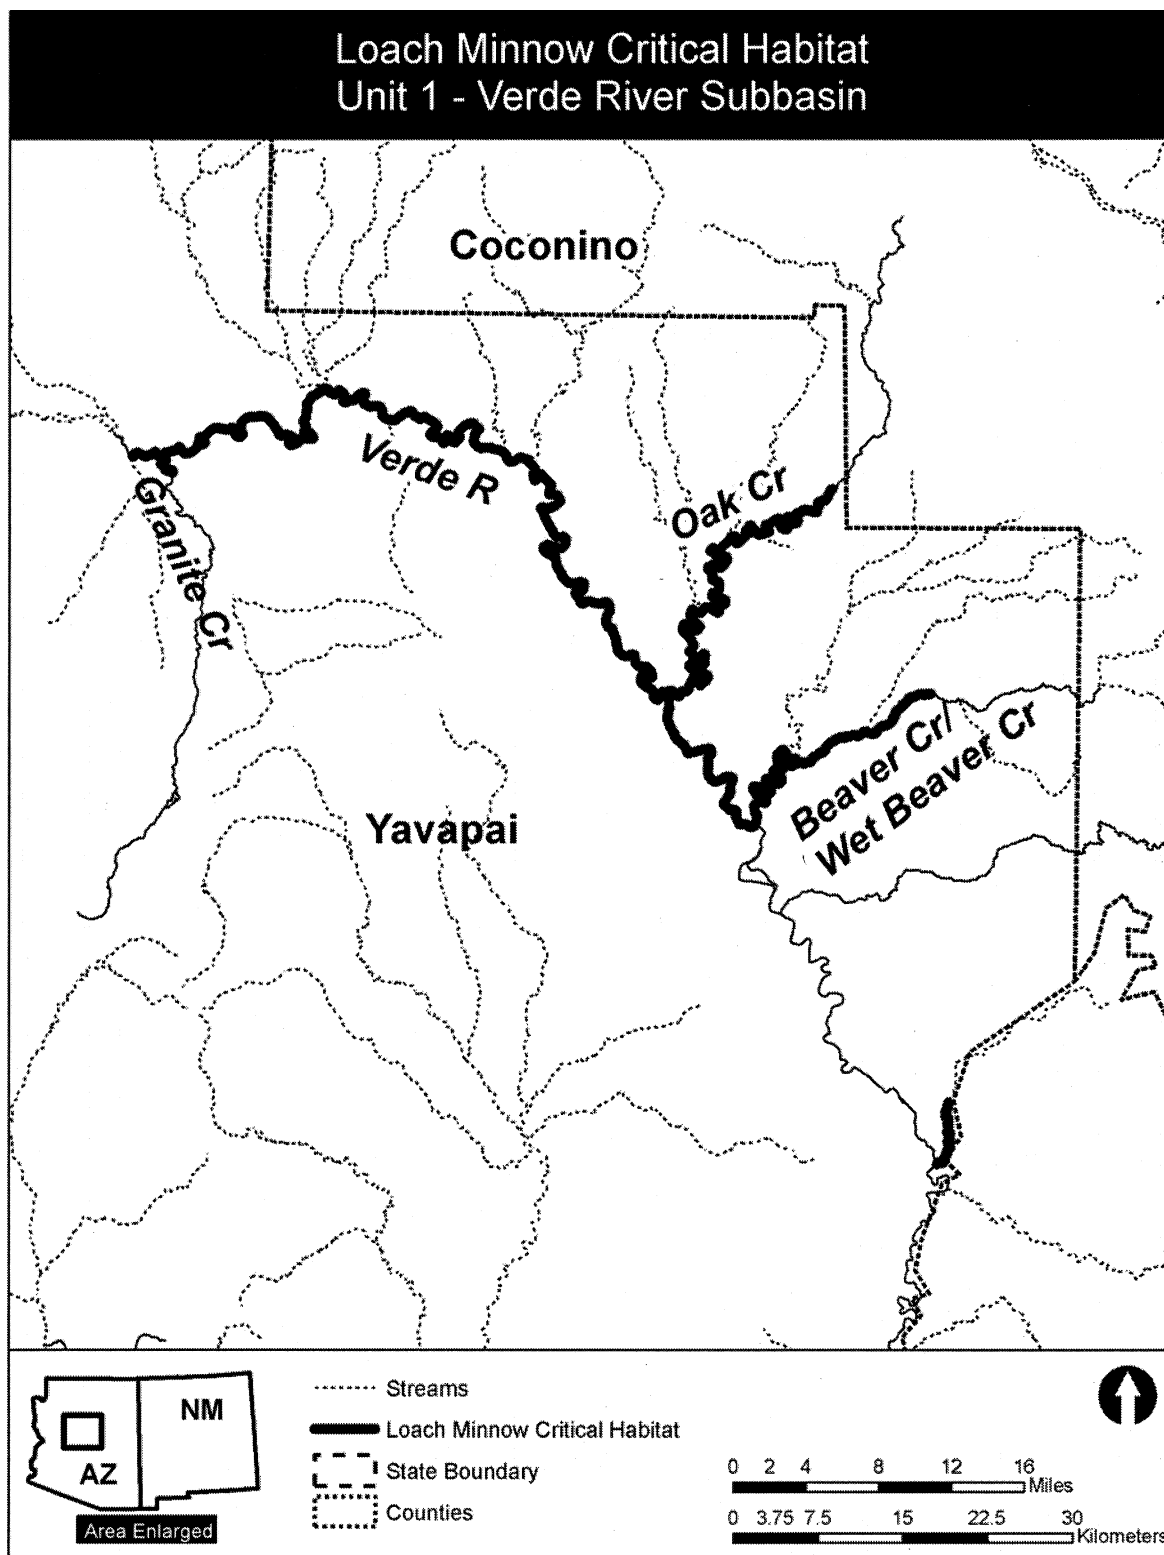 Loach Minnow Critical Habitat
Unit 1 - Verde River Subbasin
Coconino
Verde R
Oak Cr
Granite Cr
Beaver Cr/
Wet Beaver Cr
Yavapai
NM
AZ
Area Enlarged
Streams
Loach Minnow Critical Habitat
State Boundary
Counties
0 2 4 8 12 16
Miles
0 3.75 7.5 15 22.5 30
Kilometers